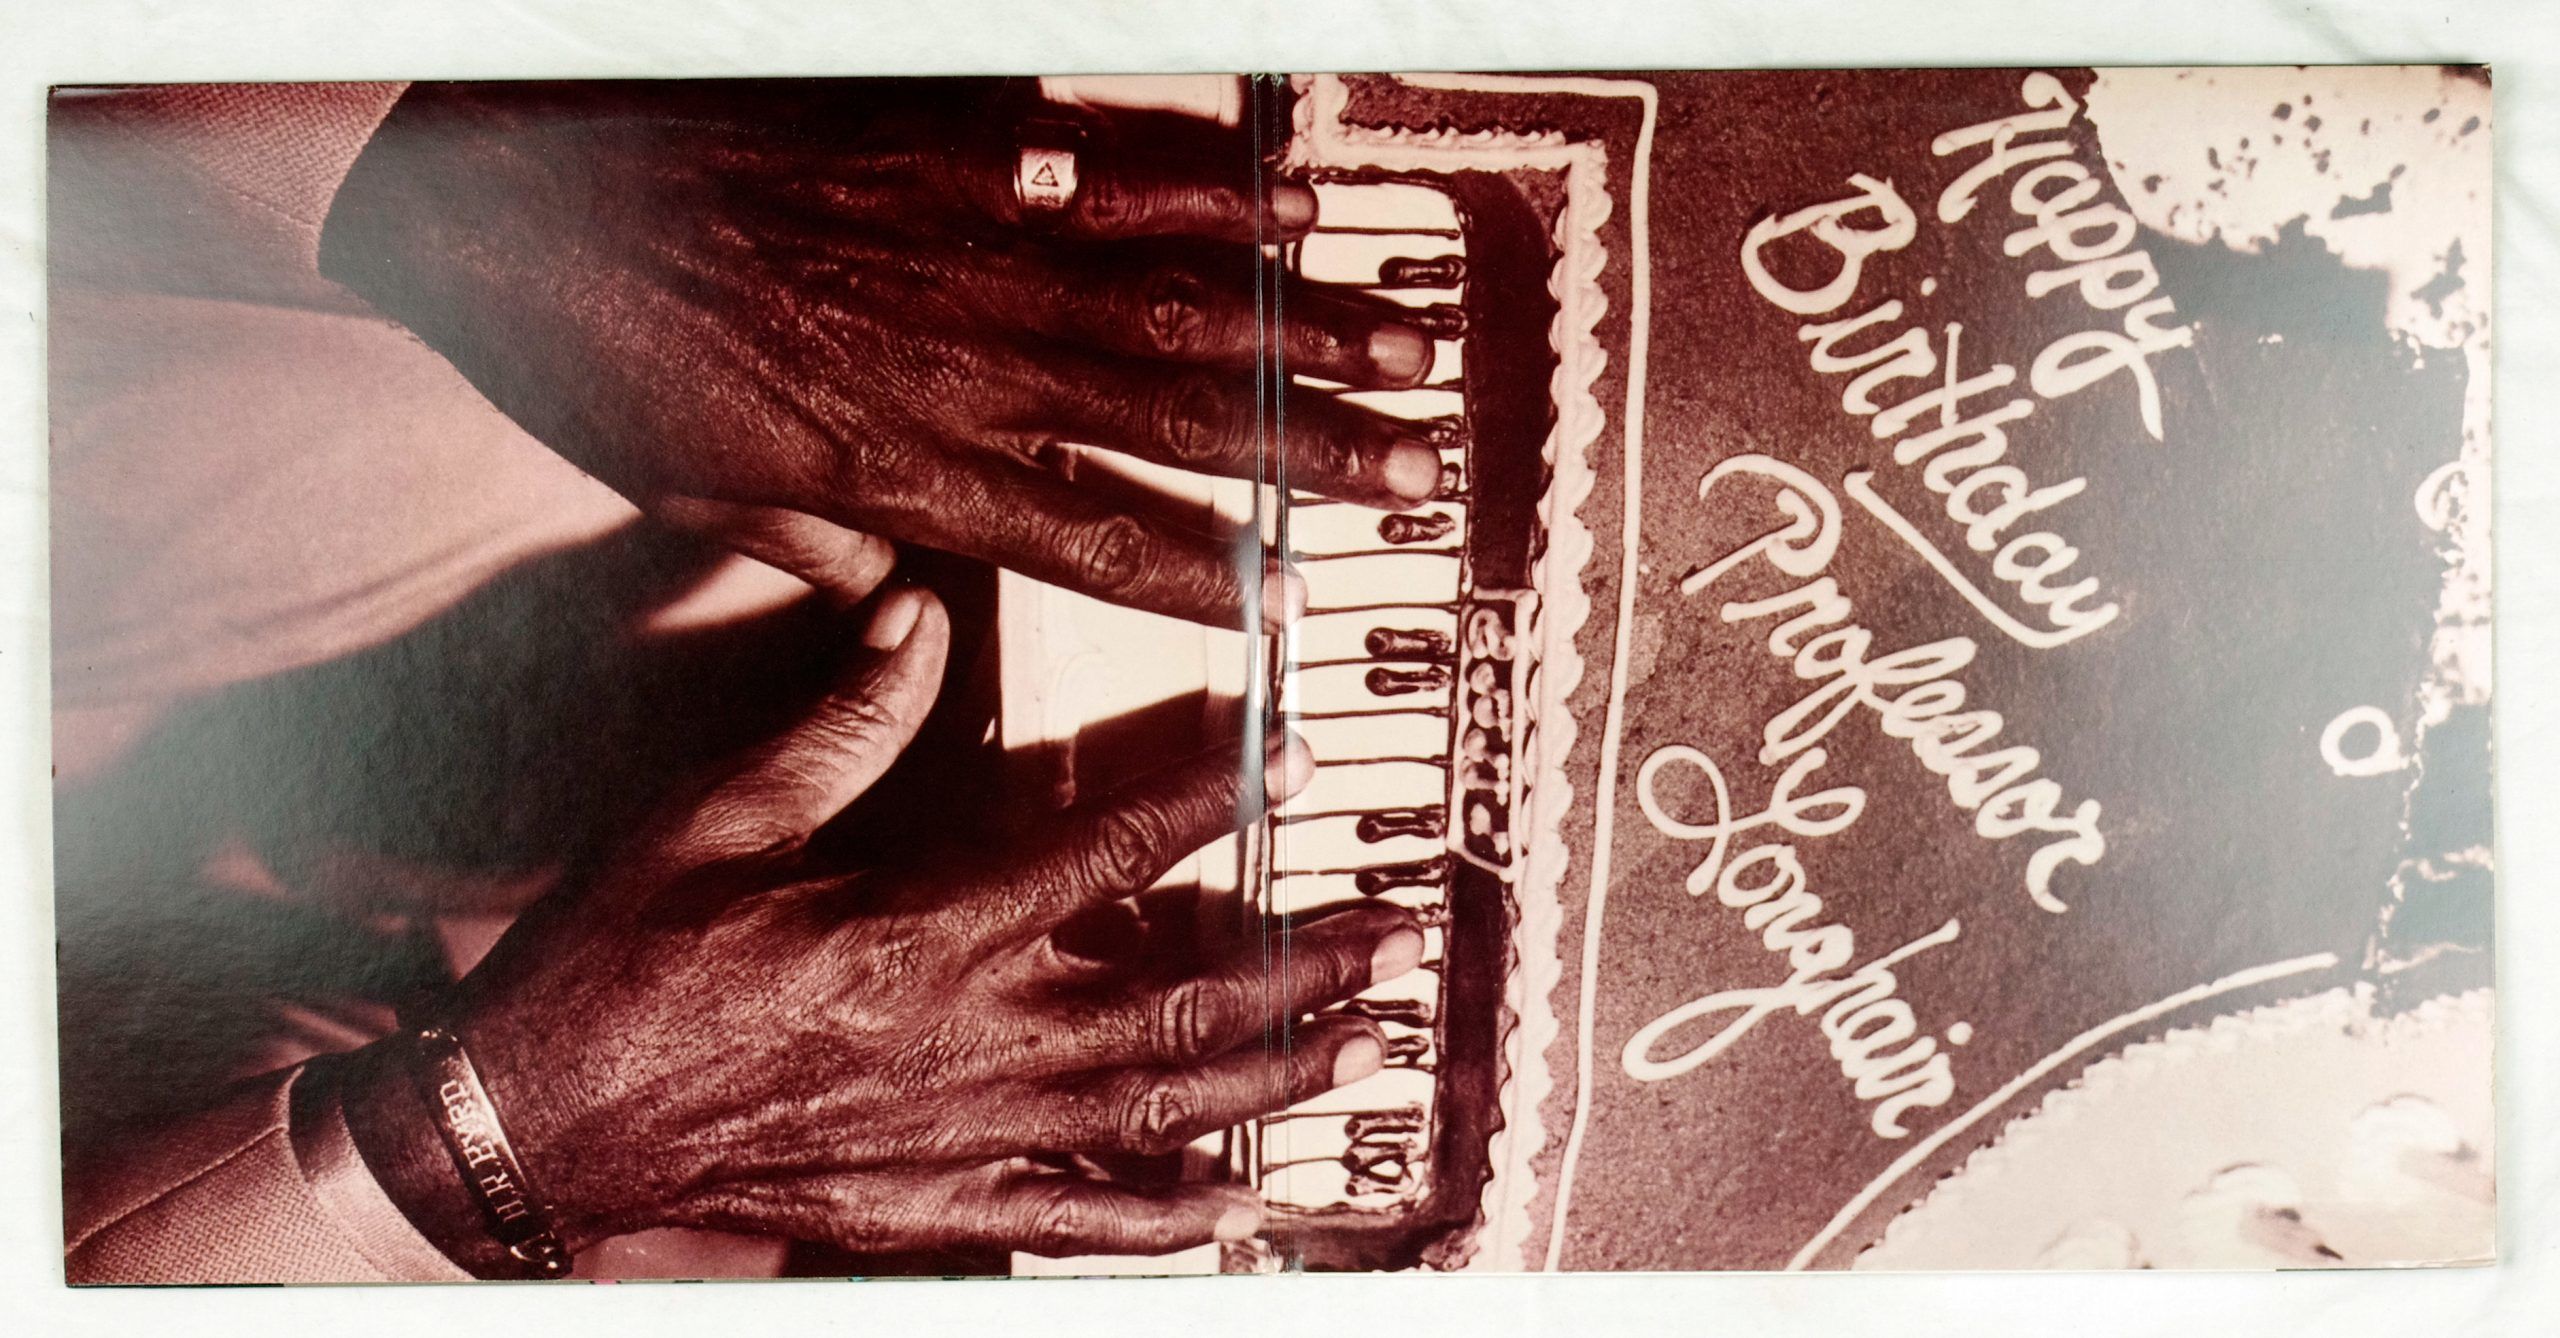 Happy
Birthday
Professor
Longhair
H.R. BYRD